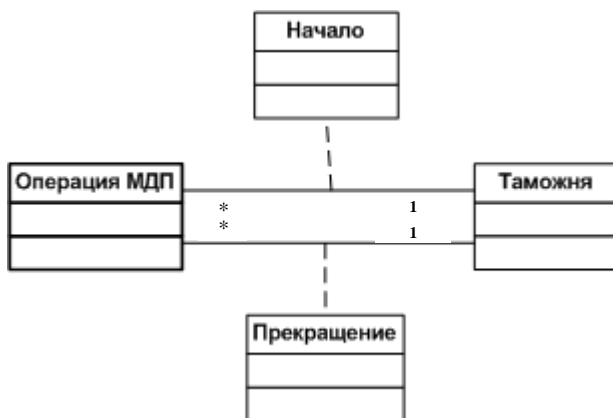 Начало
Операция МДП
Таможня
* 1
* 1
Прекращение